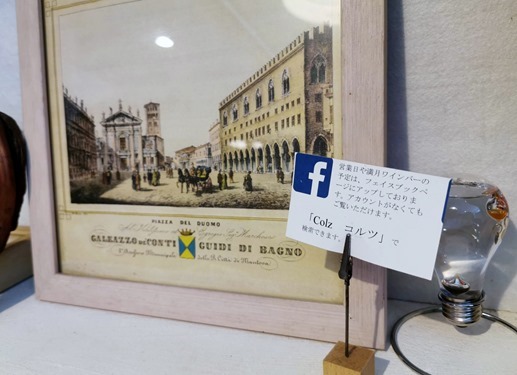 PIAZZA DEL DUOMO
GALEAZZO DEI CONTI GUIDI DI BAGNO
f
営業日や満月ワインバーの
予定は、フェイスブックペ
ージにアップしておりま
す。アカウントがなくても
ご覧いただけます。
「Colz コルツ」で
検索できます。